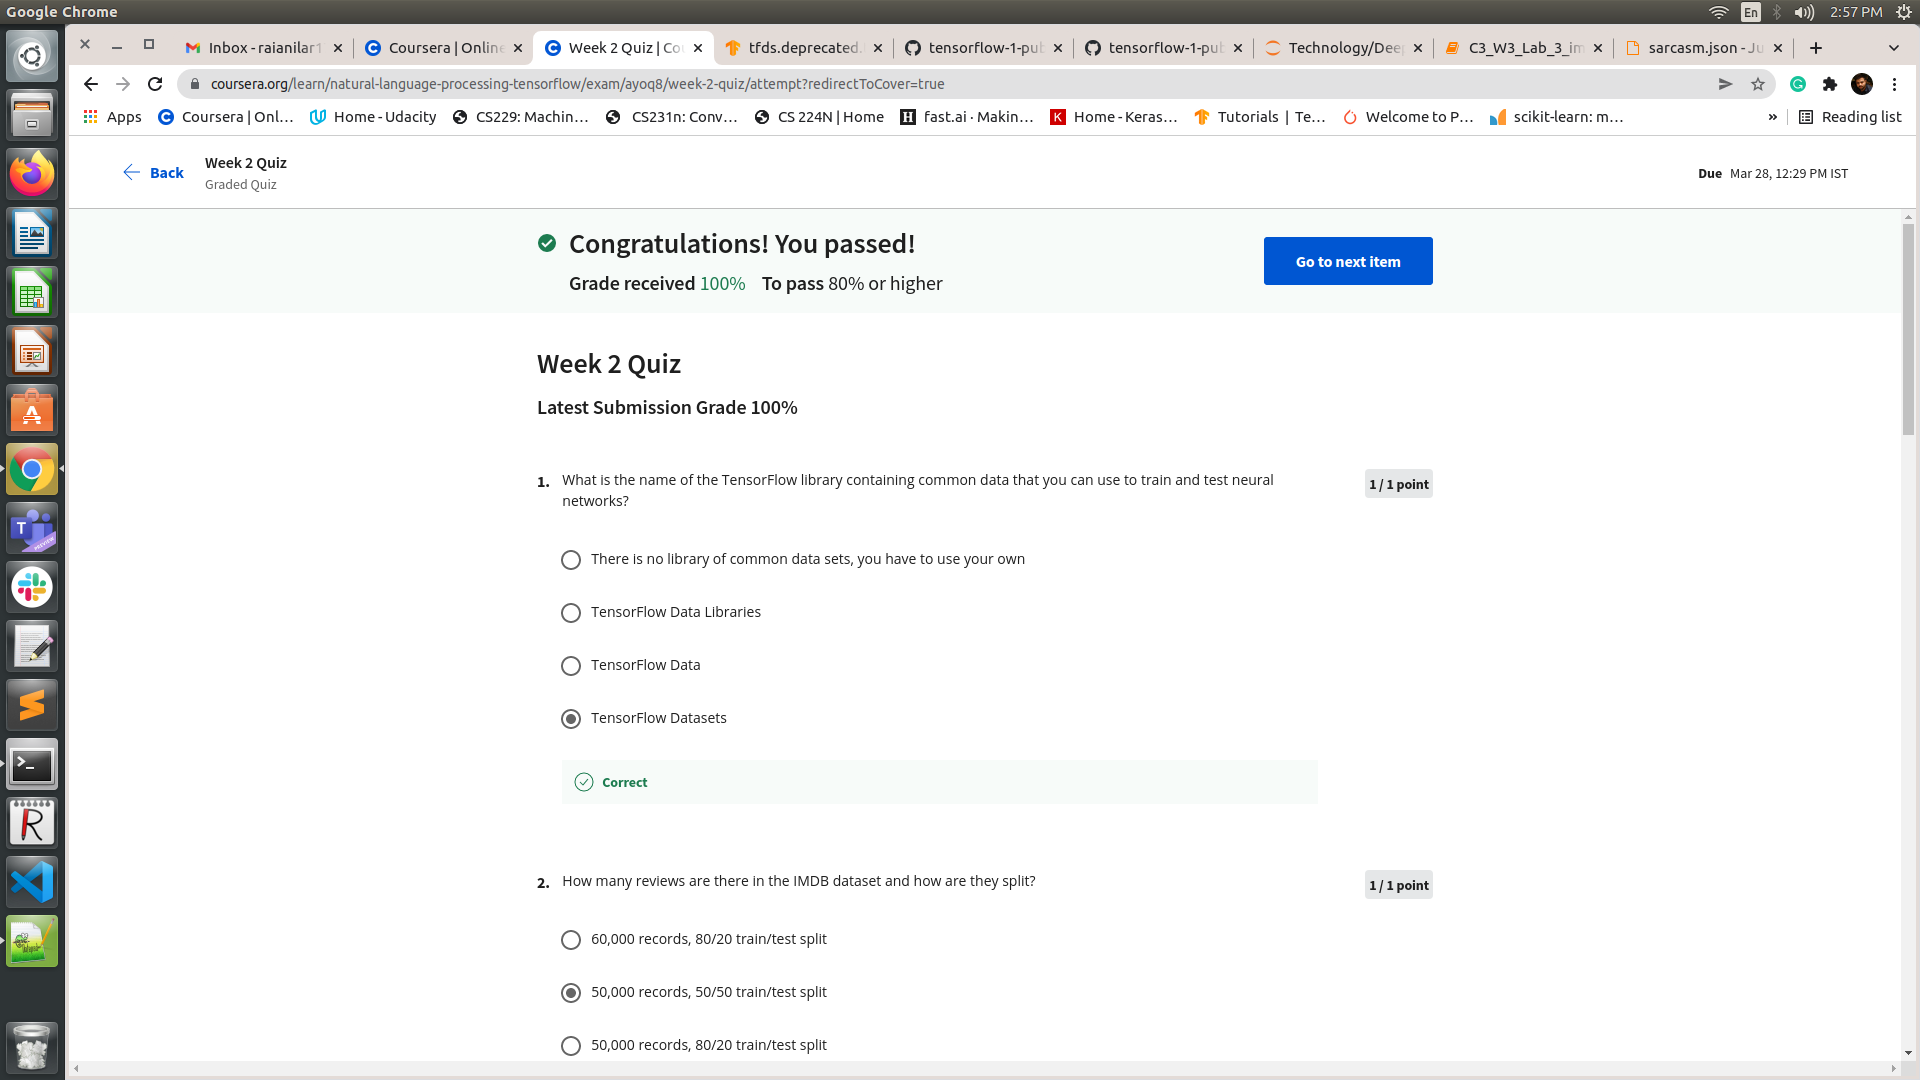 Google Chrome
En
2:57 PM
Inbox - raianilar1
Coursera | Online
Week 2 Quiz | Co
tfds.deprecated.
tensorflow-1-pub
tensorflow-1-pub
Technology/Deep
C3_W3_Lab_3_im
sarcasm.json - Ju
coursera.org/learn/natural-language-processing-tensorflow/exam/ayoq8/week-2-quiz/attempt?redirectToCover=true
Apps
Coursera | Onl...
Home - Udacity
CS229: Machin...
CS231n: Conv...
CS 224N | Home
fast.ai · Makin...
Home - Keras...
Tutorials | Te...
Welcome to P...
scikit-learn: m...
»
Reading list
Back
Week 2 Quiz
Graded Quiz
Due Mar 28, 12:29 PM IST
Congratulations! You passed!
Grade received 100% To pass 80% or higher
Go to next item
Week 2 Quiz
Latest Submission Grade 100%
1. What is the name of the TensorFlow library containing common data that you can use to train and test neural
networks?
1 / 1 point
There is no library of common data sets, you have to use your own
TensorFlow Data Libraries
TensorFlow Data
TensorFlow Datasets
Correct
2. How many reviews are there in the IMDB dataset and how are they split?
1 / 1 point
60,000 records, 80/20 train/test split
50,000 records, 50/50 train/test split
50,000 records, 80/20 train/test split